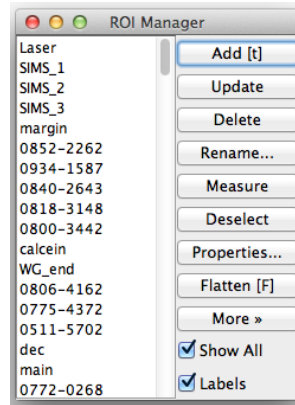 ROI Manager
Laser
SIMS_1
SIMS_2
SIMS_3
margin
0852-2262
0934-1587
0840-2643
0818-3148
0800-3442
calcein
WG_end
0806-4162
0775-4372
0511-5702
dec
main
0772-0268
Add [t]
Update
Delete
Rename...
Measure
Deselect
Properties...
Flatten [F]
More »
Show All
Labels